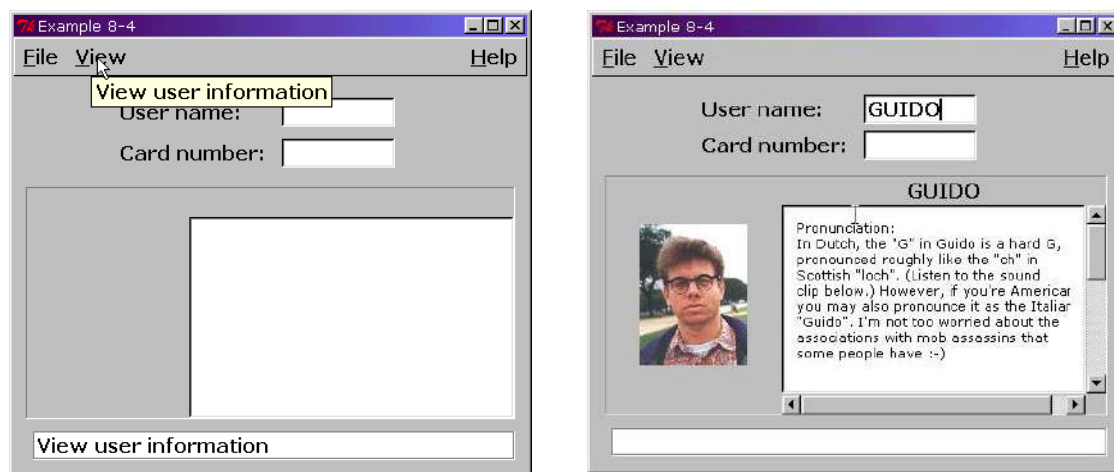 Example 8-4
File View Help
View user information
User name:
Card number:
View user information
Example 8-4
File View Help
User name: GUIDO
Card number:
GUIDO
Pronunciation:
In Dutch, the "G" in Guido is a hard G,
pronounced roughly like the "ch" in
Scottish "loch". (Listen to the sound
clip below.) However, if you're American
you may also pronounce it as the Italian
"Guido". I'm not too worried about the
associations with mob assassins that
some people have :-)